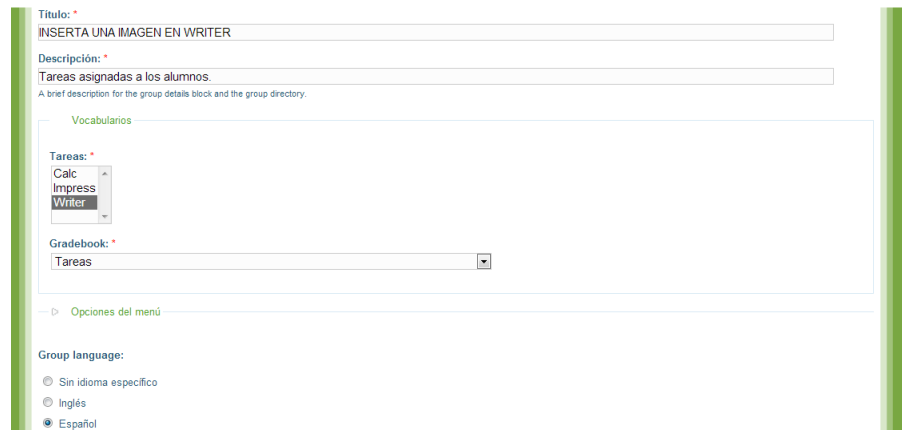 Título: *
INSERTA UNA IMAGEN EN WRITER
Descripción: *
Tareas asignadas a los alumnos.
A brief description for the group details block and the group directory.
Vocabularios
Tareas: *
Calc
Impress
Writer
Gradebook: *
Tareas
Opciones del menú
Group language:
Sin idioma específico
Inglés
Español